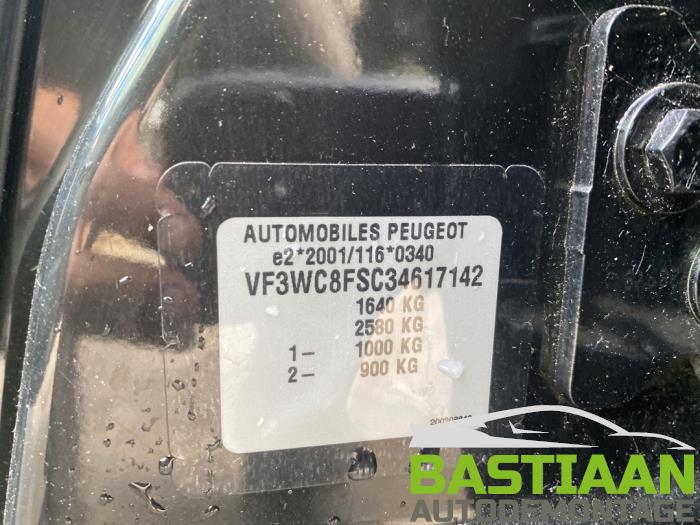 AUTOMOBILES PEUGEOT
e2*2001/116*0340
VF3WC8FSC34617142
1640 KG
2580 KG
1- 1000 KG
2- 900 KG
BASTIAAN
AUTODEMONTAGE